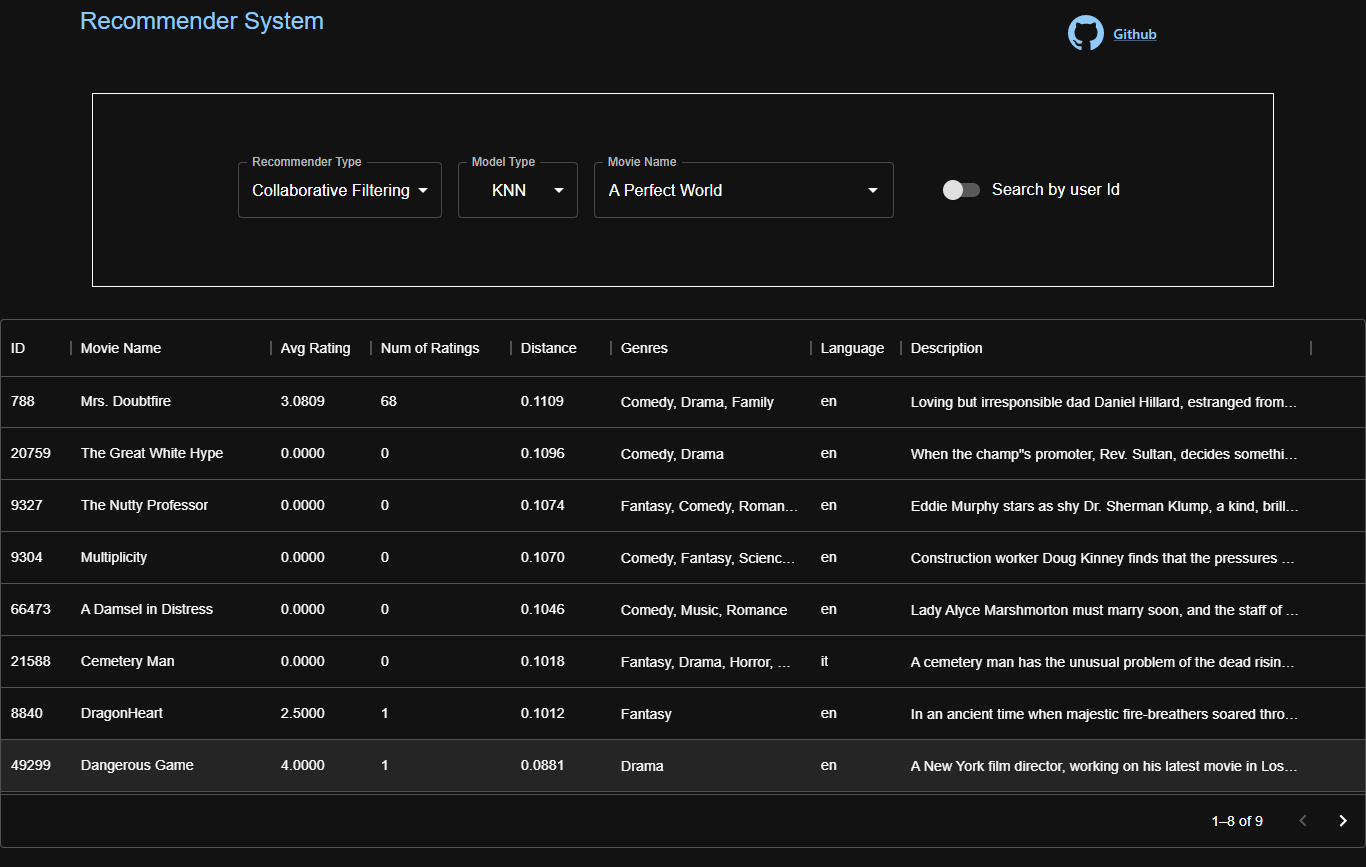 Recommender System
Github
Recommender Type Model Type Movie Name
Collaborative Filtering KNN A Perfect World Search by user Id
ID Movie Name Avg Rating Num of Ratings Distance Genres Language Description
788 Mrs. Doubtfire 3.0809 68 0.1109 Comedy, Drama, Family en Loving but irresponsible dad Daniel Hillard, estranged from…
20759 The Great White Hype 0.0000 0 0.1096 Comedy, Drama en When the champ"s promoter, Rev. Sultan, decides somethi…
9327 The Nutty Professor 0.0000 0 0.1074 Fantasy, Comedy, Roman… en Eddie Murphy stars as shy Dr. Sherman Klump, a kind, brill…
9304 Multiplicity 0.0000 0 0.1070 Comedy, Fantasy, Scienc… en Construction worker Doug Kinney finds that the pressures …
66473 A Damsel in Distress 0.0000 0 0.1046 Comedy, Music, Romance en Lady Alyce Marshmorton must marry soon, and the staff of …
21588 Cemetery Man 0.0000 0 0.1018 Fantasy, Drama, Horror, … it A cemetery man has the unusual problem of the dead risin…
8840 DragonHeart 2.5000 1 0.1012 Fantasy en In an ancient time when majestic fire-breathers soared thro…
49299 Dangerous Game 4.0000 1 0.0881 Drama en A New York film director, working on his latest movie in Los…
1–8 of 9